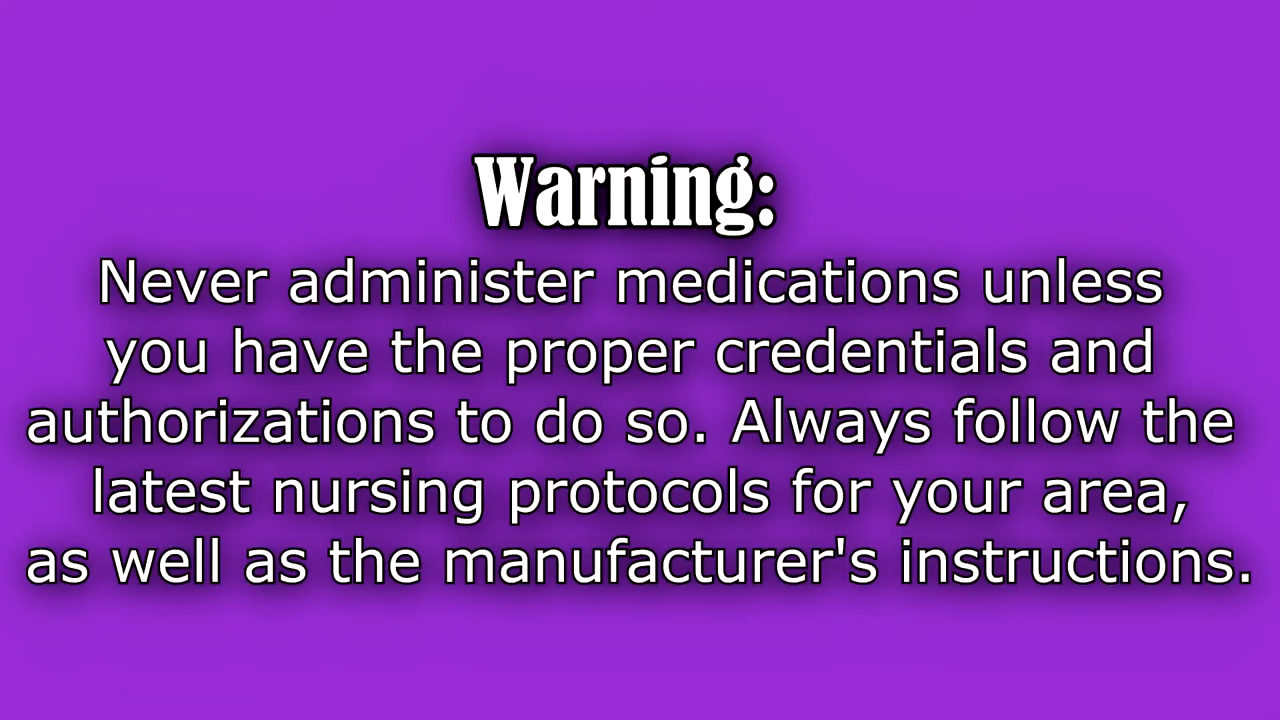 Warning:
Never administer medications unless
you have the proper credentials and
authorizations to do so. Always follow the
latest nursing protocols for your area,
as well as the manufacturer's instructions.